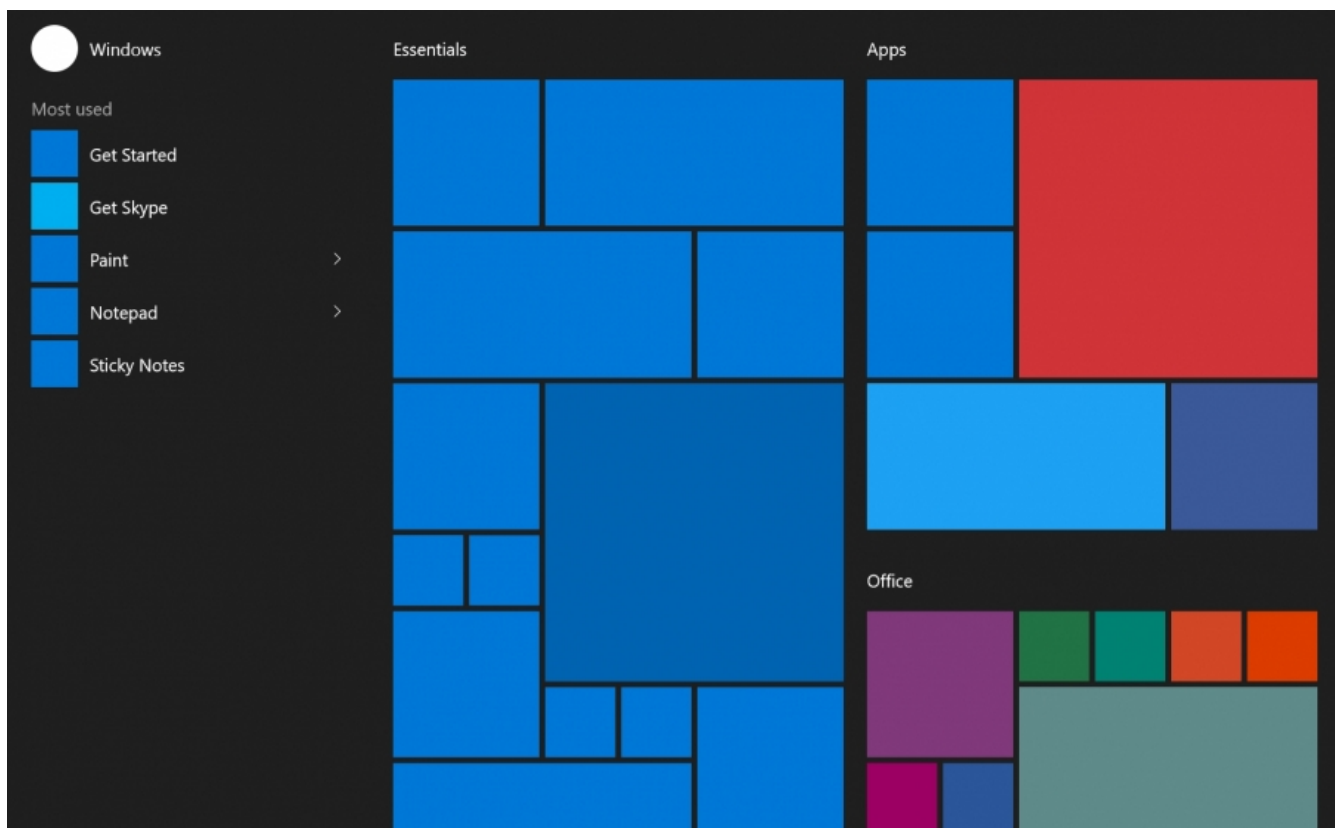 Windows
Most used
Get Started
Get Skype
Paint
Notepad
Sticky Notes
Essentials
Apps
Office